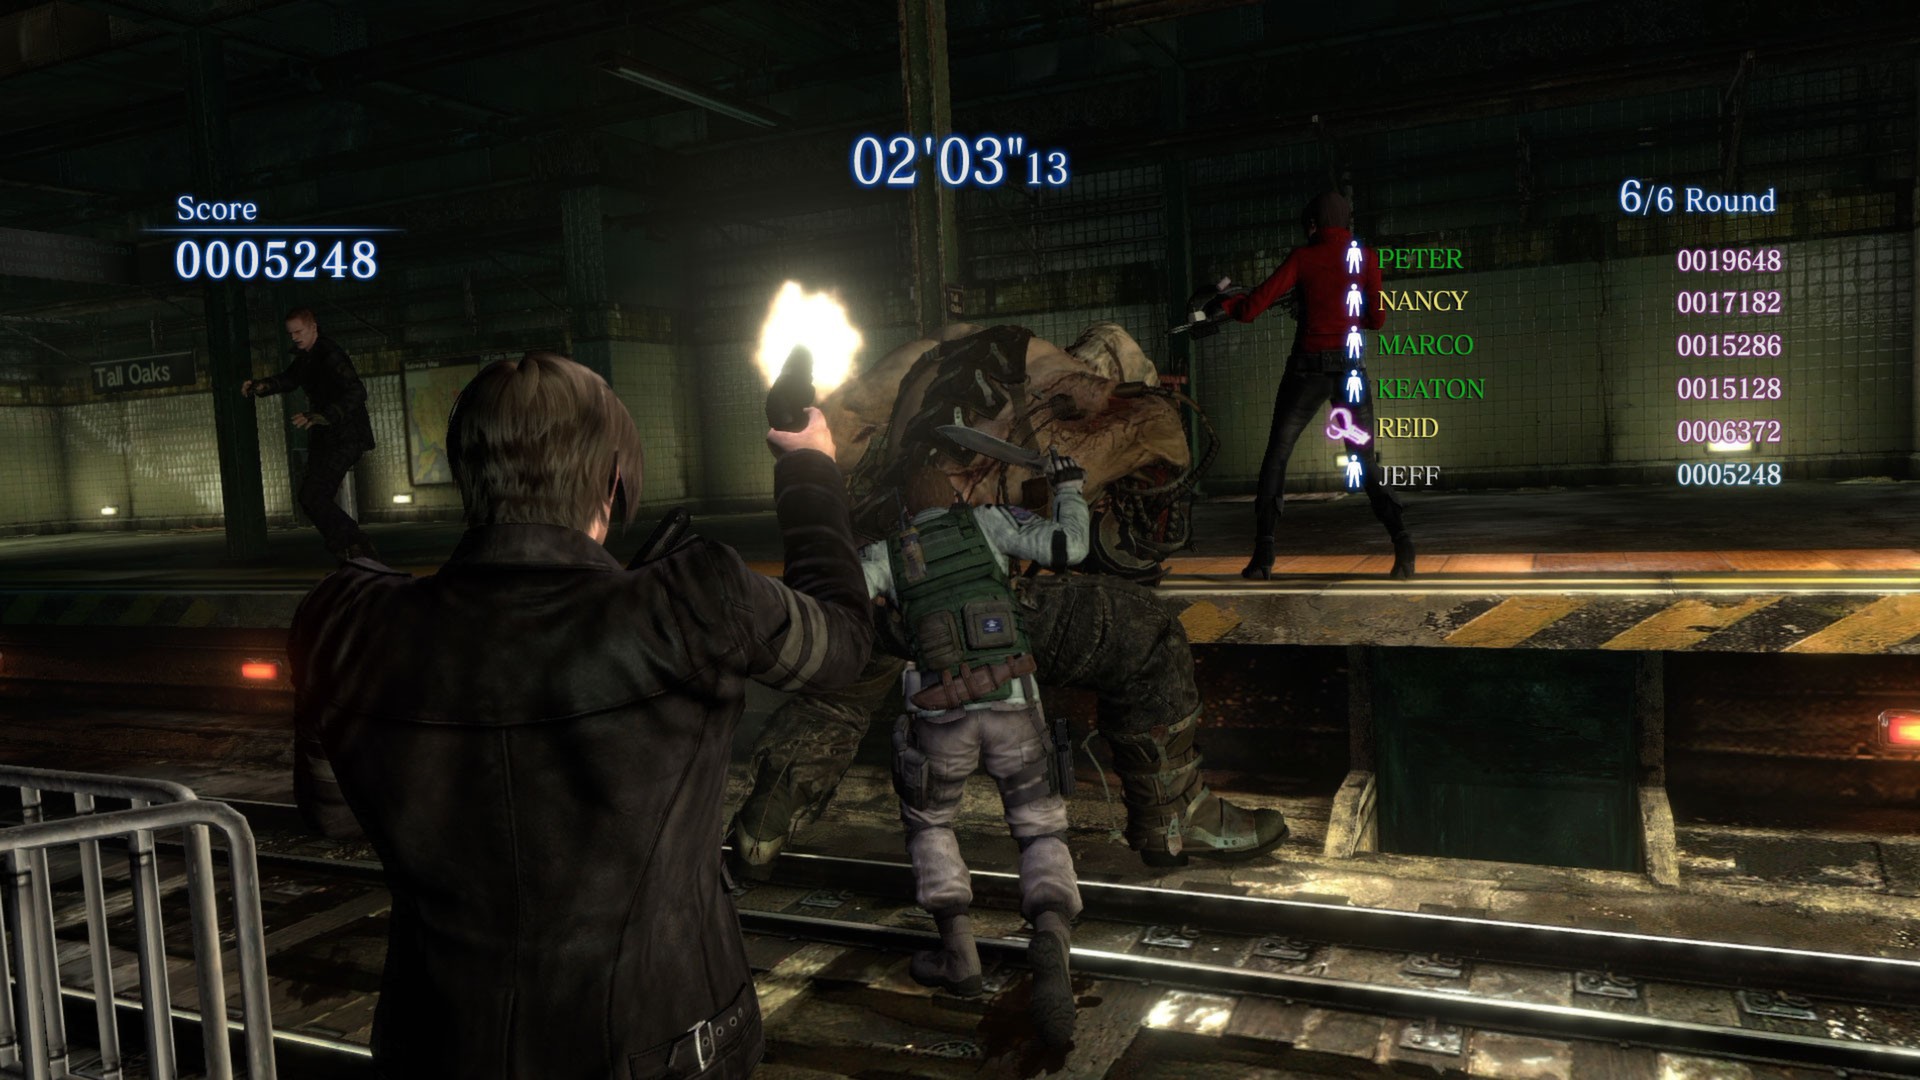 02'03"13
Score
0005248
6/6 Round
PETER 0019648
NANCY 0017182
MARCO 0015286
KEATON 0015128
REID 0006372
JEFF 0005248
Tall Oaks